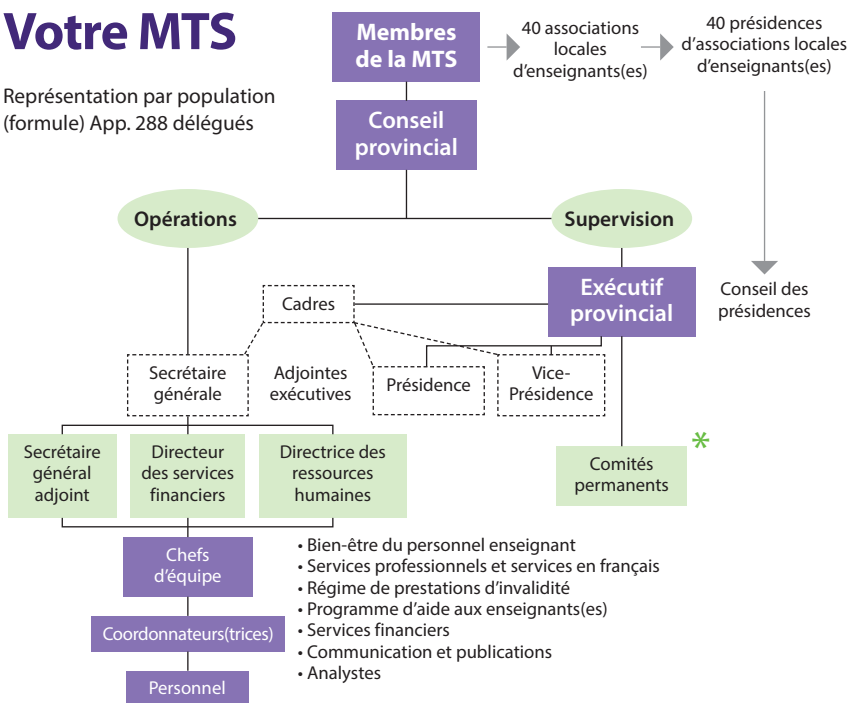 Votre MTS
Représentation par population
(formule) App. 288 délégués
Membres
de la MTS
40 associations
locales
d’enseignants(es)
40 présidences
d’associations locales
d’enseignants(es)
Conseil
provincial
Opérations
Supervision
Exécutif
provincial
Conseil des
présidences
Cadres
Secrétaire
générale
Adjointes
exécutives
Présidence
Vice-
Présidence
Secrétaire
général
adjoint
Directeur
des services
financiers
Directrice des
ressources
humaines
Comités
permanents
*
Chefs
d’équipe
Coordonnateurs(trices)
Personnel
• Bien-être du personnel enseignant
• Services professionnels et services en français
• Régime de prestations d’invalidité
• Programme d’aide aux enseignants(es)
• Services financiers
• Communication et publications
• Analystes